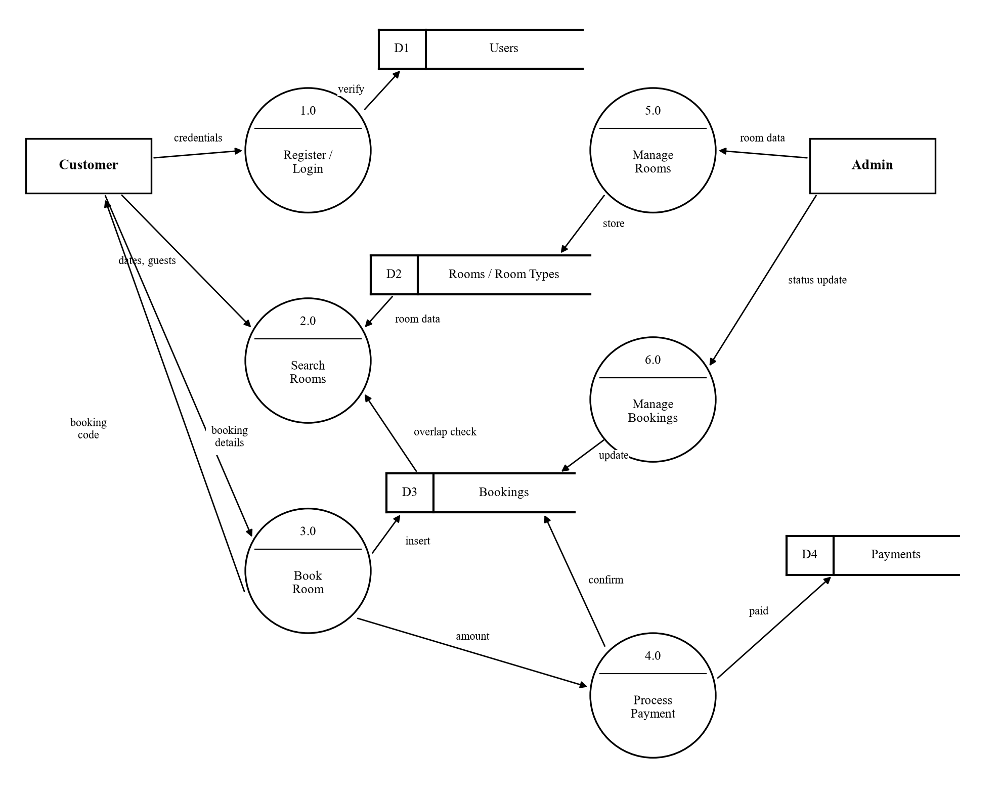 D1
Users
verify
1.0
Register /
Login
5.0
Manage
Rooms
credentials
room data
Customer
Admin
store
dates, guests
D2
Rooms / Room Types
status update
2.0
Search
Rooms
room data
6.0
Manage
Bookings
booking
code
booking
details
overlap check
update
D3
Bookings
3.0
Book
Room
insert
D4
Payments
confirm
paid
amount
4.0
Process
Payment